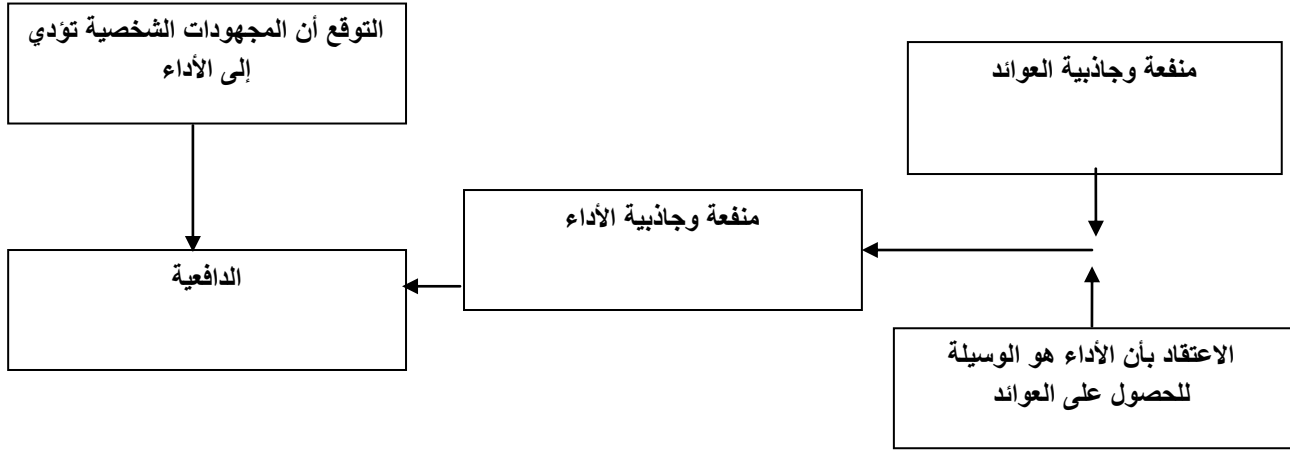 التوقع أن المجهودات الشخصية تؤدي
إلى الأداء
منفعة وجاذبية العوائد
منفعة وجاذبية الأداء
الدافعية
الاعتقاد بأن الأداء هو الوسيلة
للحصول على العوائد